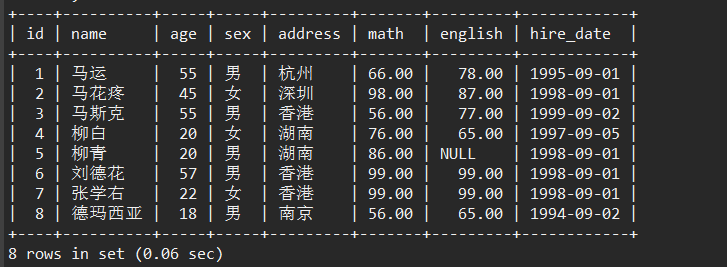 +----+--------------+------+------+---------+-------+---------+------------+
| id | name | age | sex | address | math | english | hire_date |
+----+--------------+------+------+---------+-------+---------+------------+
| 1 | 马运 | 55 | 男 | 杭州 | 66.00 | 78.00 | 1995-09-01 |
| 2 | 马花疼 | 45 | 女 | 深圳 | 98.00 | 87.00 | 1998-09-01 |
| 3 | 马斯克 | 55 | 男 | 香港 | 56.00 | 77.00 | 1999-09-02 |
| 4 | 柳白 | 20 | 女 | 湖南 | 76.00 | 65.00 | 1997-09-05 |
| 5 | 柳青 | 20 | 男 | 湖南 | 86.00 | NULL | 1998-09-01 |
| 6 | 刘德花 | 57 | 男 | 香港 | 99.00 | 99.00 | 1998-09-01 |
| 7 | 张学右 | 22 | 女 | 香港 | 99.00 | 99.00 | 1998-09-01 |
| 8 | 德玛西亚 | 18 | 男 | 南京 | 56.00 | 65.00 | 1994-09-02 |
+----+--------------+------+------+---------+-------+---------+------------+
8 rows in set (0.06 sec)